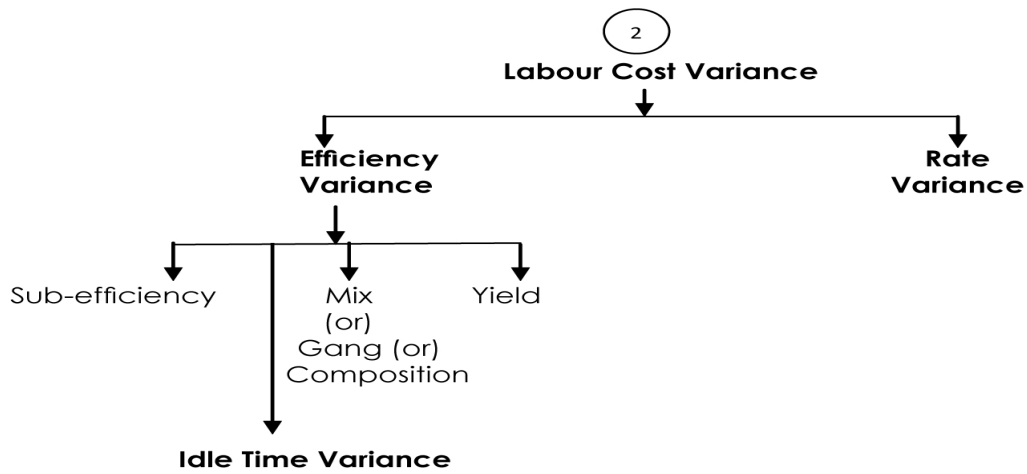 2
Labour Cost Variance
Efficiency
Variance
Rate
Variance
Sub-efficiency
Mix
(or)
Gang (or)
Composition
Yield
Idle Time Variance